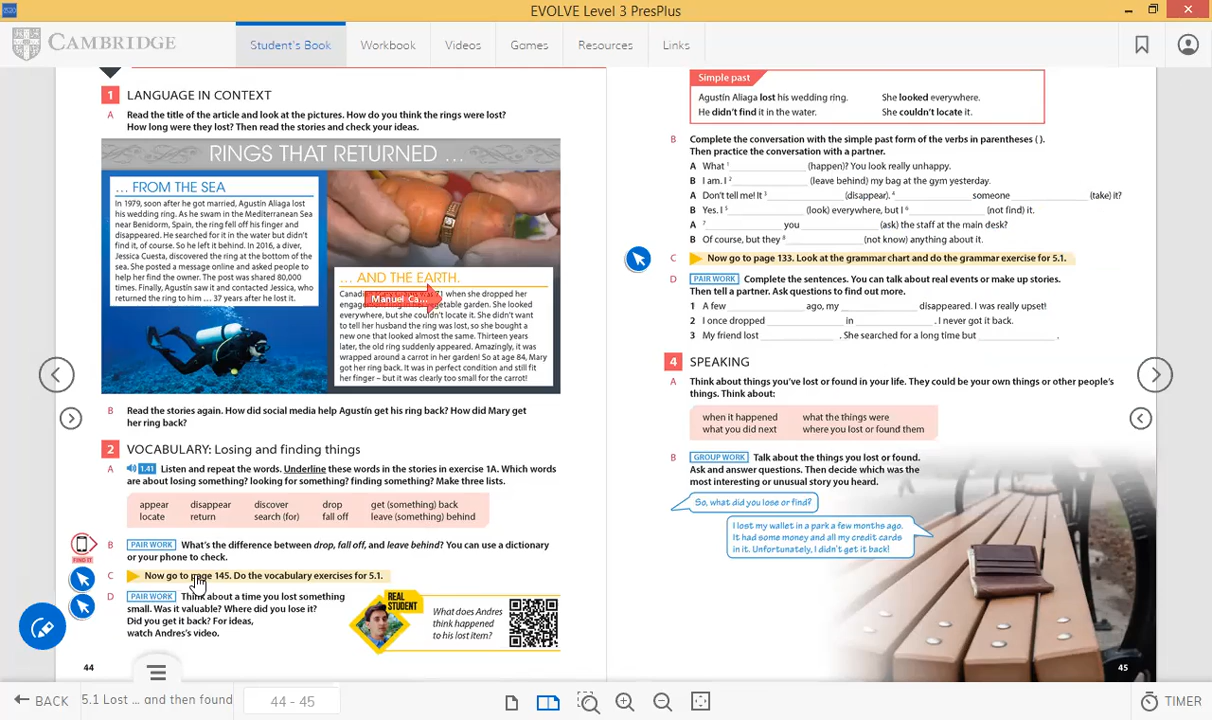 EVOLVE Level 3 PresPlus
CAMBRIDGE
Student's Book
Workbook
Videos
Games
Resources
Links
1 LANGUAGE IN CONTEXT
A Read the title of the article and look at the pictures. How do you think the rings were lost?
How long were they lost? Then read the stories and check your ideas.
RINGS THAT RETURNED ...
... FROM THE SEA
In 1979, soon after he got married, Agustín Aliaga lost
his wedding ring. As he swam in the Mediterranean Sea
near Benidorm, Spain, the ring fell off his finger and
disappeared. He searched for it in the water but didn't
find it, of course. So he left it behind. In 2016, a diver,
Jessica Cuesta, discovered the ring at the bottom of the
sea. She posted a message online and asked people to
help her find the owner. The post was shared 80,000
times. Finally, Agustín saw it and contacted Jessica, who
returned the ring to him ... 37 years after he lost it.
... AND THE EARTH.
Canad 71 when she dropped her
engage getable garden. She looked
Manuel Ca...
everywhere, but she couldn't locate it. She didn't want
to tell her husband the ring was lost, so she bought a
new one that looked almost the same. Thirteen years
later, the old ring suddenly appeared. Amazingly, it was
wrapped around a carrot in her garden! So at age 84, Mary
got her ring back. It was in perfect condition and still fit
her finger – but it was clearly too small for the carrot!
B Read the stories again. How did social media help Agustín get his ring back? How did Mary get
her ring back?
2 VOCABULARY: Losing and finding things
A 1.41 Listen and repeat the words. Underline these words in the stories in exercise 1A. Which words
are about losing something? looking for something? finding something? Make three lists.
appear disappear discover drop get (something) back
locate return search (for) fall off leave (something) behind
FIND IT
B PAIR WORK What's the difference between drop, fall off, and leave behind? You can use a dictionary
or your phone to check.
C Now go to page 145. Do the vocabulary exercises for 5.1.
D PAIR WORK Think about a time you lost something
small. Was it valuable? Where did you lose it?
Did you get it back? For ideas,
watch Andres's video.
REAL
STUDENT
What does Andres
think happened
to his lost item?
44
Simple past
Agustín Aliaga lost his wedding ring. She looked everywhere.
He didn't find it in the water. She couldn't locate it.
B Complete the conversation with the simple past form of the verbs in parentheses ( ).
Then practice the conversation with a partner.
A What 1 (happen)? You look really unhappy.
B I am. I 2 (leave behind) my bag at the gym yesterday.
A Don't tell me! It 3 (disappear). 4 someone (take) it?
B Yes. I 5 (look) everywhere, but I 6 (not find) it.
A 7 you (ask) the staff at the main desk?
B Of course, but they 8 (not know) anything about it.
C Now go to page 133. Look at the grammar chart and do the grammar exercise for 5.1.
D PAIR WORK Complete the sentences. You can talk about real events or make up stories.
Then tell a partner. Ask questions to find out more.
1 A few ago, my disappeared. I was really upset!
2 I once dropped in . I never got it back.
3 My friend lost . She searched for a long time but .
4 SPEAKING
A Think about things you've lost or found in your life. They could be your own things or other people's
things. Think about:
when it happened what the things were
what you did next where you lost or found them
B GROUP WORK Talk about the things you lost or found.
Ask and answer questions. Then decide which was the
most interesting or unusual story you heard.
So, what did you lose or find?
I lost my wallet in a park a few months ago.
It had some money and all my credit cards
in it. Unfortunately, I didn't get it back!
45
BACK
5.1 Lost ... and then found
44 - 45
TIMER